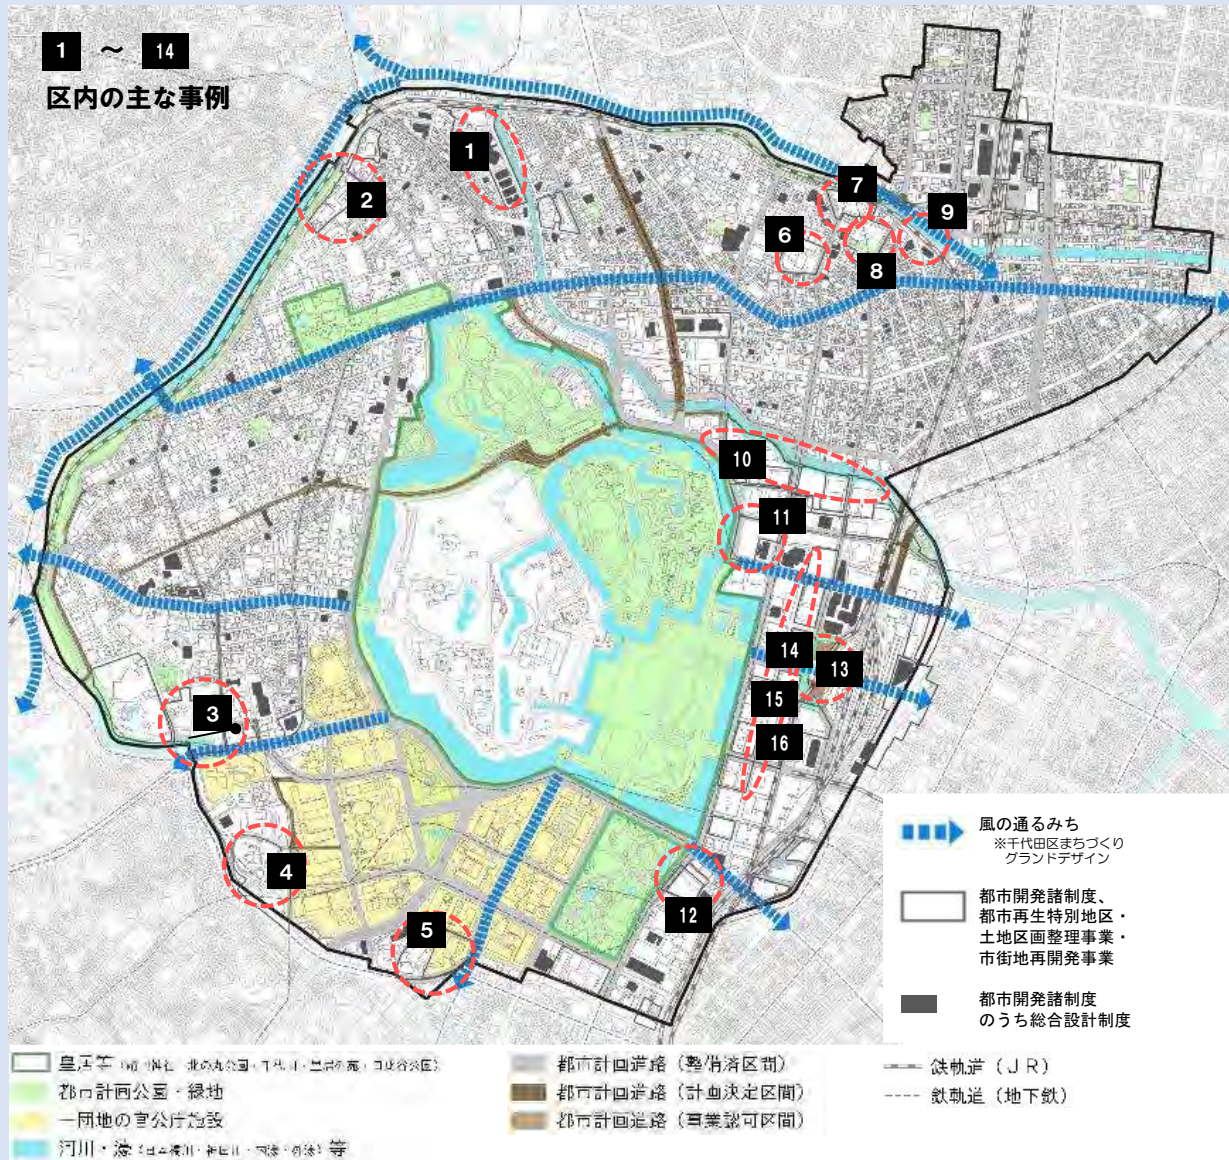 1 ～ 14
区内の主な事例
1
2
7
9
6
8
10
11
14
13
15
3
16
4
12
5
風の通るみち
※千代田区まちづくり
グランドデザイン
都市開発諸制度、
都市再生特別地区・
土地区画整理事業・
市街地再開発事業
都市開発諸制度
のうち総合設計制度
皇居等
都市計画公園・緑地
一団地の官公庁施設
河川・濠 等
都市計画道路（整備済区間）
都市計画道路（計画決定区間）
都市計画道路（事業認可区間）
鉄軌道（ＪＲ）
鉄軌道（地下鉄）